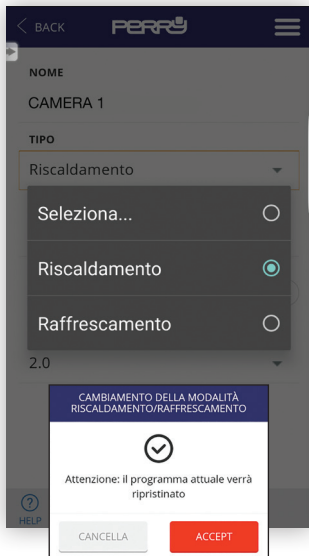 BACK PERRY
NOME
CAMERA 1
TIPO
Riscaldamento
Seleziona...
Riscaldamento
Raffrescamento
2.0
CAMBIAMENTO DELLA MODALITÀ
RISCALDAMENTO/RAFFRESCAMENTO
Attenzione: il programma attuale verrà
ripristinato
HELP
CANCELLA ACCEPT